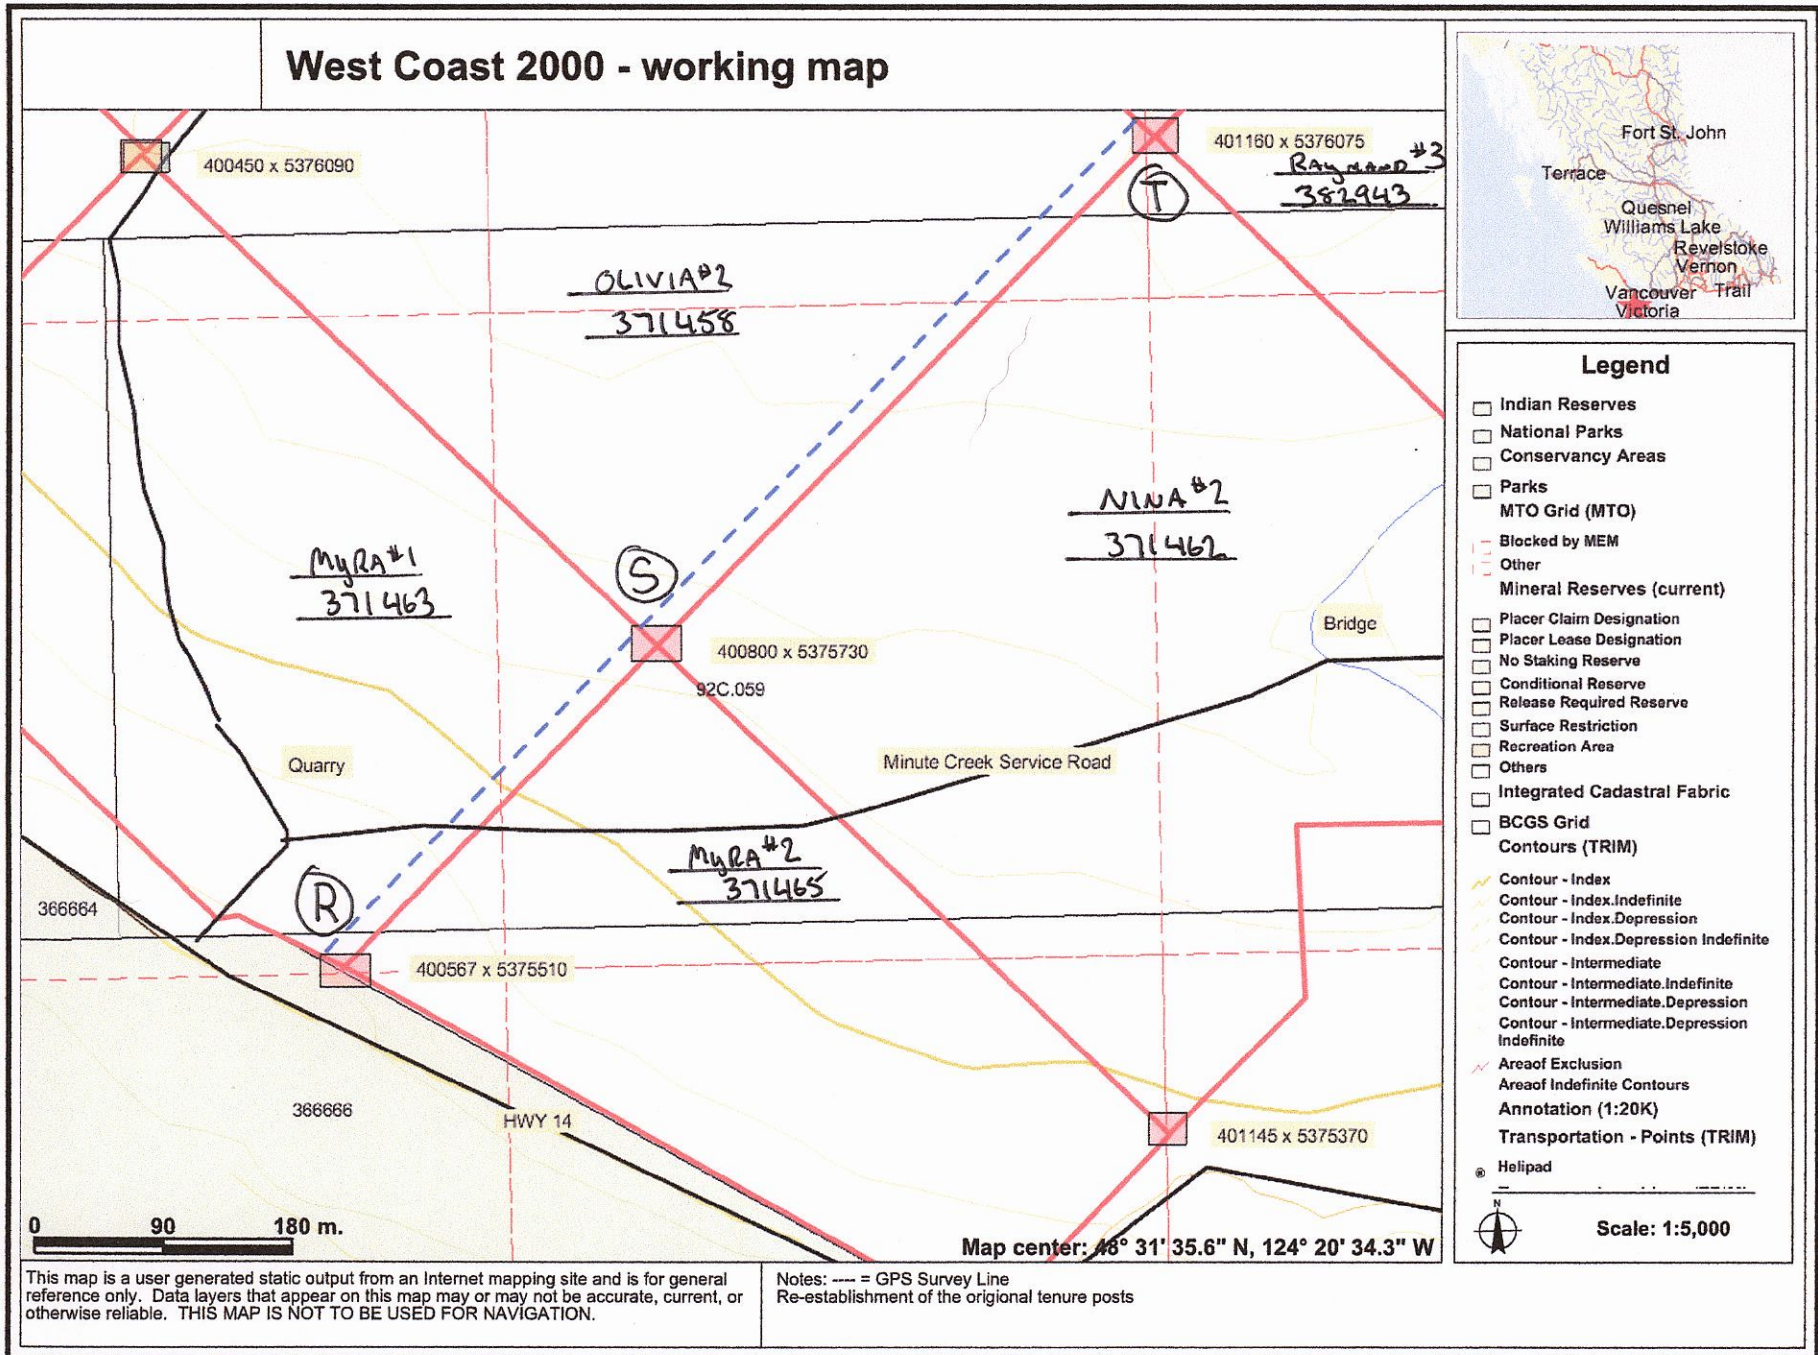 West Coast 2000 - working map
400450 x 5376090
401160 x 5376075
RAYMAND #3
382943
T
OLIVIA #2
371458
NINA #2
371462
MYRA #1
371463
S
400800 x 5375730
92C.059
Bridge
Quarry
Minute Creek Service Road
MYRA #2
371465
R
366664
400567 x 5375510
366666
HWY 14
401145 x 5375370
0 90 180 m.
Map center: 48° 31' 35.6" N, 124° 20' 34.3" W
Fort St. John
Terrace
Quesnel
Williams Lake
Revelstoke
Vernon
Vancouver Trail
Victoria
Legend
Indian Reserves
National Parks
Conservancy Areas
Parks
MTO Grid (MTO)
Blocked by MEM
Other
Mineral Reserves (current)
Placer Claim Designation
Placer Lease Designation
No Staking Reserve
Conditional Reserve
Release Required Reserve
Surface Restriction
Recreation Area
Others
Integrated Cadastral Fabric
BCGS Grid
Contours (TRIM)
Contour - Index
Contour - Index.Indefinite
Contour - Index.Depression
Contour - Index.Depression Indefinite
Contour - Intermediate
Contour - Intermediate.Indefinite
Contour - Intermediate.Depression
Contour - Intermediate.Depression
Indefinite
Areaof Exclusion
Areaof Indefinite Contours
Annotation (1:20K)
Transportation - Points (TRIM)
Helipad
N
Scale: 1:5,000
This map is a user generated static output from an Internet mapping site and is for general
reference only. Data layers that appear on this map may or may not be accurate, current, or
otherwise reliable. THIS MAP IS NOT TO BE USED FOR NAVIGATION.
Notes: ---- = GPS Survey Line
Re-establishment of the origional tenure posts